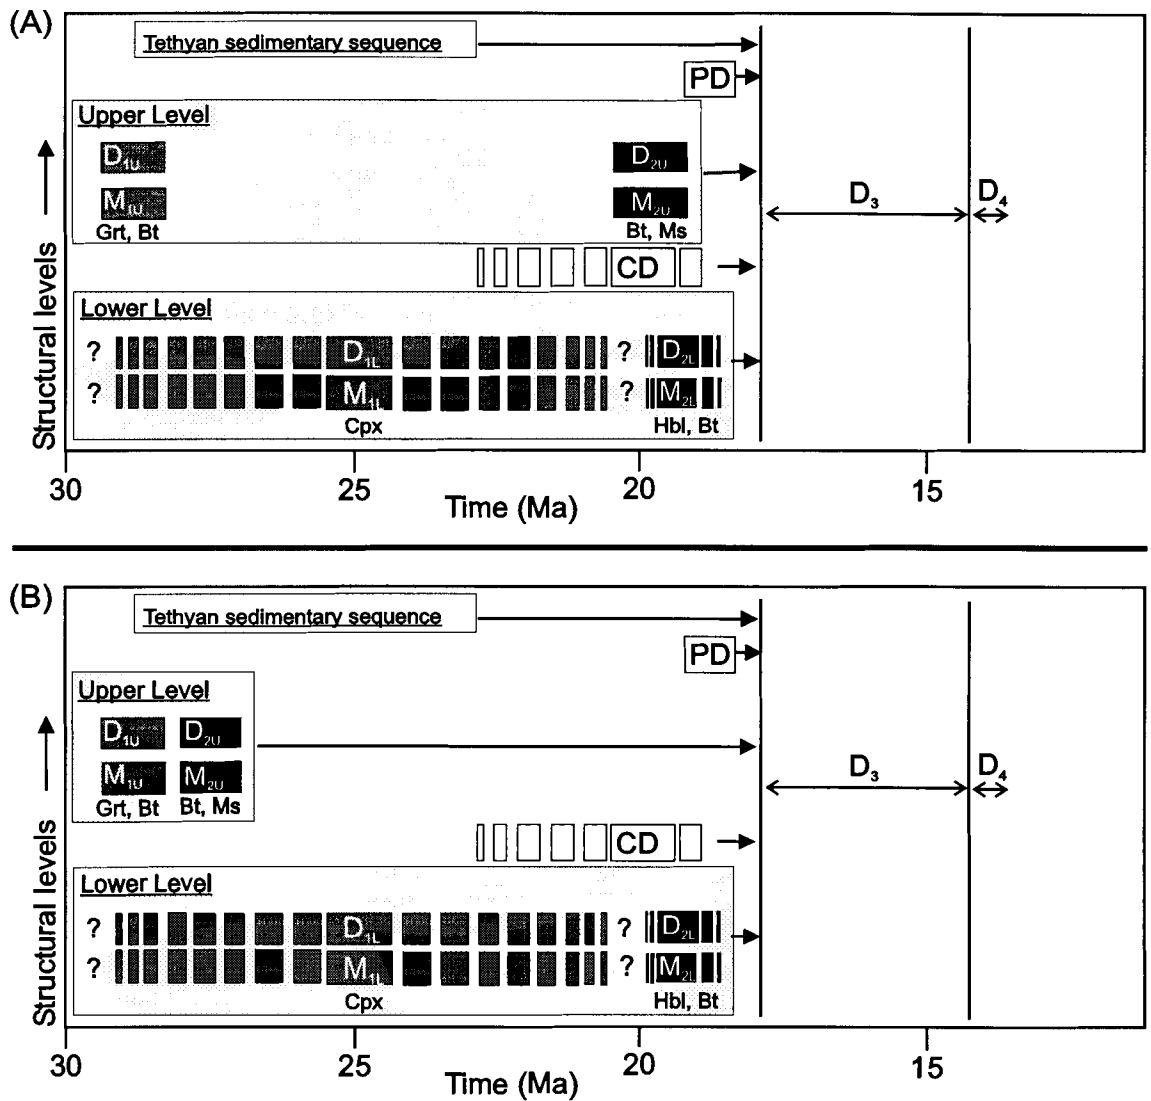 (A)
Tethyan sedimentary sequence
PD
Upper Level
D1U
D2U
M1U
M2U
Grt, Bt
Bt, Ms
D3
D4
CD
Lower Level
? D1L ? D2L
? M1L ? M2L
Cpx
Hbl, Bt
Structural levels
30 25 20 15
Time (Ma)
(B)
Tethyan sedimentary sequence
PD
Upper Level
D1U D2U
M1U M2U
Grt, Bt Bt, Ms
D3
D4
CD
Lower Level
? D1L ? D2L
? M1L ? M2L
Cpx
Hbl, Bt
Structural levels
30 25 20 15
Time (Ma)